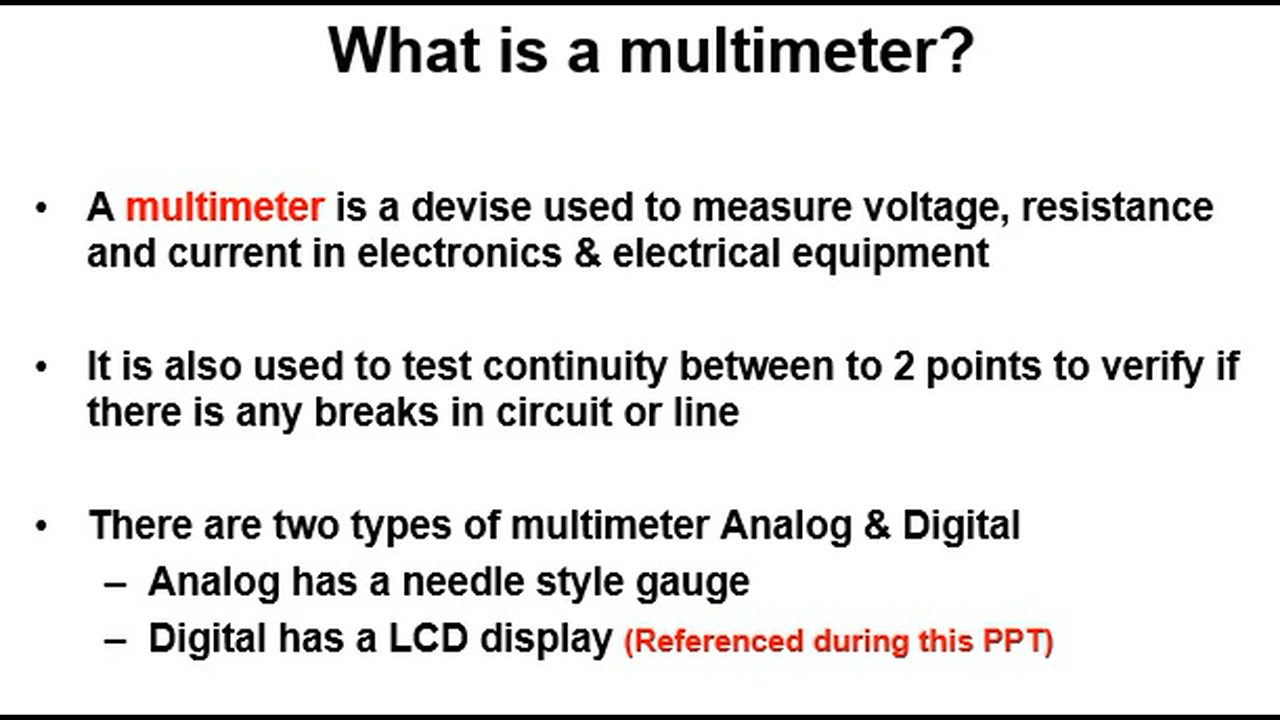 What is a multimeter?
• A multimeter is a devise used to measure voltage, resistance
and current in electronics & electrical equipment
• It is also used to test continuity between to 2 points to verify if
there is any breaks in circuit or line
• There are two types of multimeter Analog & Digital
– Analog has a needle style gauge
– Digital has a LCD display (Referenced during this PPT)